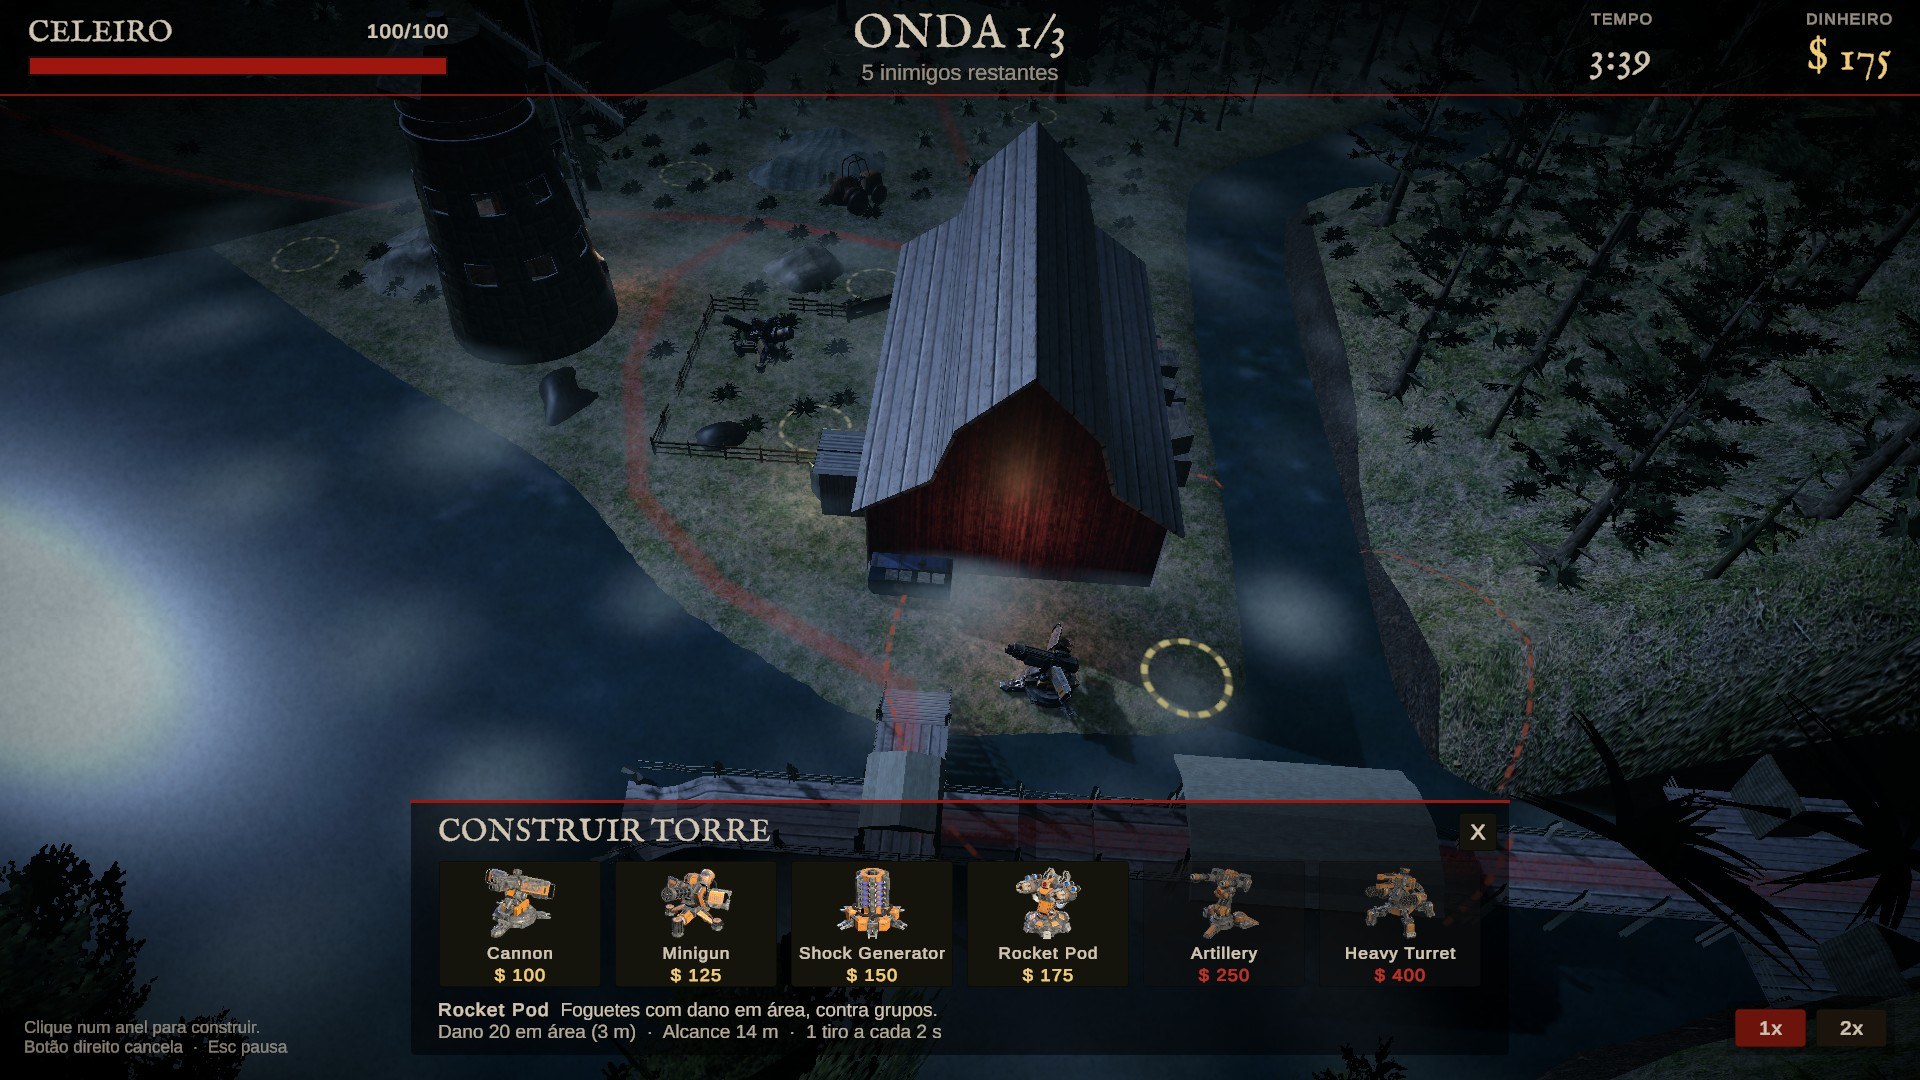 CELEIRO
100/100
ONDA 1/3
5 inimigos restantes
TEMPO
3:39
DINHEIRO
$ 175
CONSTRUIR TORRE
X
Cannon
$ 100
Minigun
$ 125
Shock Generator
$ 150
Rocket Pod
$ 175
Artillery
$ 250
Heavy Turret
$ 400
Rocket Pod Foguetes com dano em área, contra grupos.
Dano 20 em área (3 m) · Alcance 14 m · 1 tiro a cada 2 s
Clique num anel para construir.
Botão direito cancela · Esc pausa
1x
2x